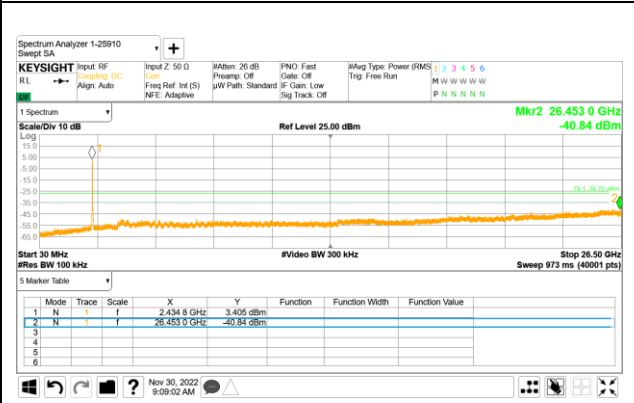 Spectrum Analyzer 1-25910
Swept SA
KEYSIGHT Input: RF Input Z: 50 Ω #Atten: 26 dB PNO: Fast #Avg Type: Power (RMS 1 2 3 4 5 6
RL Coupling: DC Corr Preamp: Off Gate: Off Trig: Free Run M W W W W W
Align: Auto Freq Ref: Int (S) µW Path: Standard IF Gain: Low P N N N N N
NFE: Adaptive Sig Track: Off
1 Spectrum
Mkr2 26.453 0 GHz
Scale/Div 10 dB Ref Level 25.00 dBm -40.84 dBm
Log
15.0
5.00
-5.00
-15.0
-25.0
-35.0
-45.0
-55.0
-65.0
1
2
Start 30 MHz #Video BW 300 kHz Stop 26.50 GHz
#Res BW 100 kHz Sweep 973 ms (40001 pts)
5 Marker Table
Mode Trace Scale X Y Function Function Width Function Value
1 N 1 f 2.434 8 GHz 3.405 dBm
2 N 1 f 26.453 0 GHz -40.84 dBm
3
4
5
6
? Nov 30, 2022
9:09:02 AM